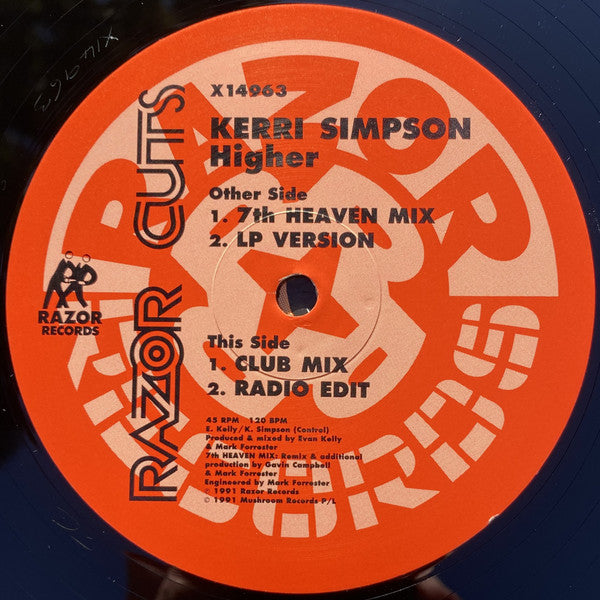 X14963
KERRI SIMPSON
Higher
Other Side
1. 7th HEAVEN MIX
2. LP VERSION
This Side
1. CLUB MIX
2. RADIO EDIT
45 RPM 120 BPM
E. Kelly/K. Simpson (Control)
Produced & mixed by Evan Kelly
& Mark Forrester
7th HEAVEN MIX: Remix & additional
production by Gavin Campbell
& Mark Forrester
Engineered by Mark Forrester
℗ 1991 Razor Records
© 1991 Mushroom Records P/L
RAZOR CUTS
RAZOR
RECORDS
RAZOR
RECORDS